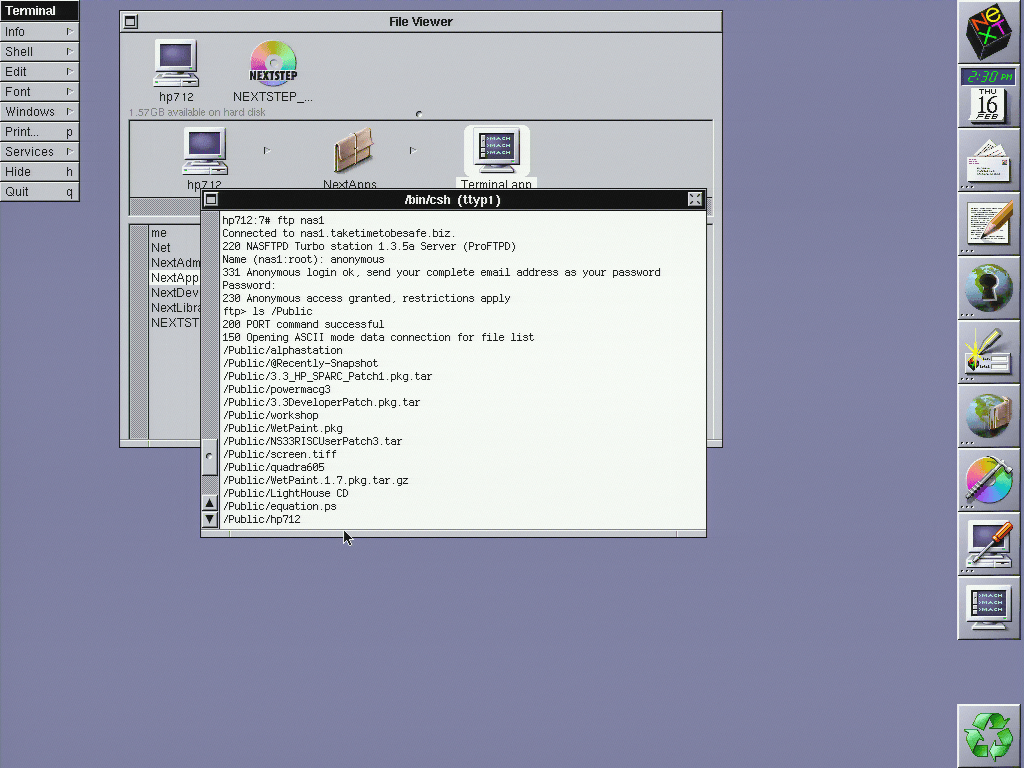 Terminal
Info
Shell
Edit
Font
Windows
Print... p
Services
Hide h
Quit q
File Viewer
hp712
NEXTSTEP_...
1.57GB available on hard disk
hp712
NextApps
Terminal.app
me
Net
NextAdm
NextApp
NextDev
NextLibra
NEXTST
/bin/csh (ttyp1)
hp712:7# ftp nas1
Connected to nas1.taketimetobesafe.biz.
220 NASFTPD Turbo station 1.3.5a Server (ProFTPD)
Name (nas1:root): anonymous
331 Anonymous login ok, send your complete email address as your password
Password:
230 Anonymous access granted, restrictions apply
ftp> ls /Public
200 PORT command successful
150 Opening ASCII mode data connection for file list
/Public/alphastation
/Public/@Recently-Snapshot
/Public/3.3_HP_SPARC_Patch1.pkg.tar
/Public/powermacg3
/Public/3.3DeveloperPatch.pkg.tar
/Public/workshop
/Public/WetPaint.pkg
/Public/NS33RISCUserPatch3.tar
/Public/screen.tiff
/Public/quadra605
/Public/WetPaint.1.7.pkg.tar.gz
/Public/LightHouse CD
/Public/equation.ps
/Public/hp712
NeXT
2:30 PM
THU
16
FEB